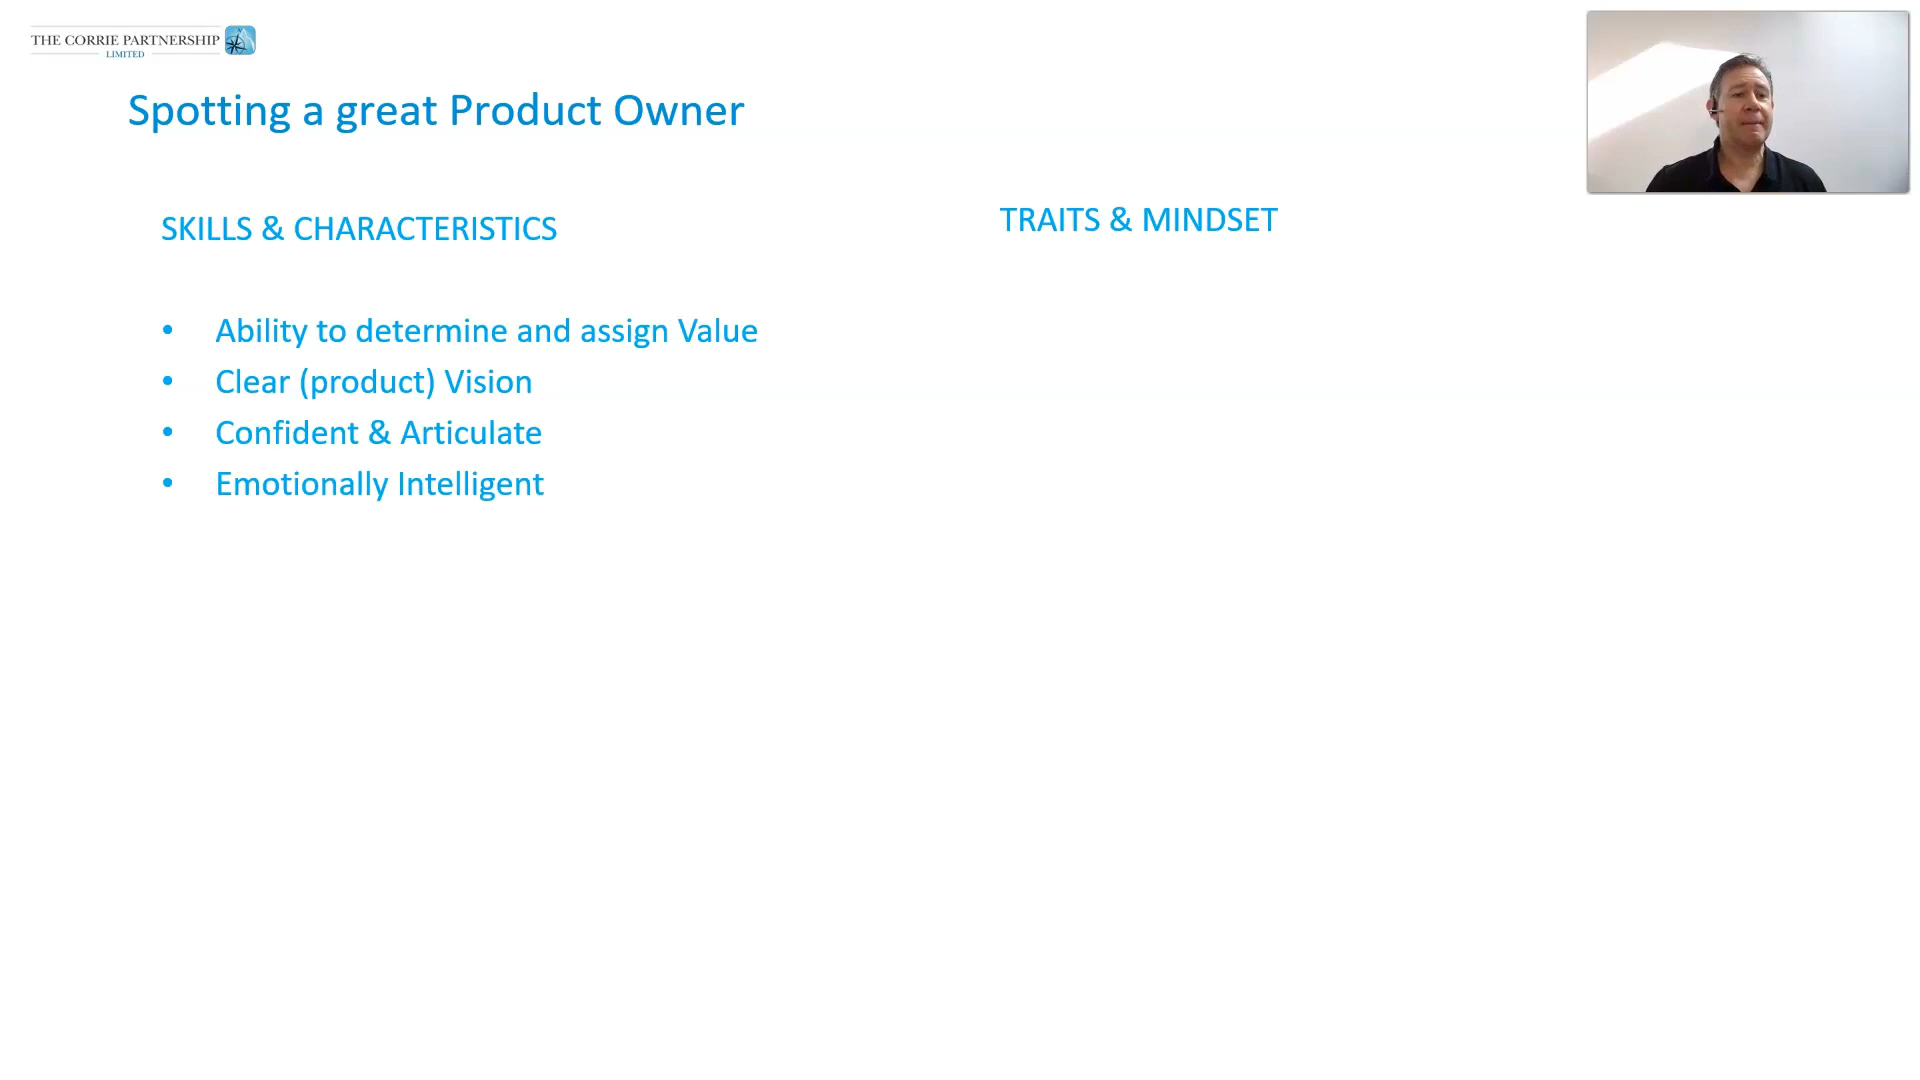 THE CORRIE PARTNERSHIP
LIMITED
Spotting a great Product Owner
SKILLS & CHARACTERISTICS
• Ability to determine and assign Value
• Clear (product) Vision
• Confident & Articulate
• Emotionally Intelligent
TRAITS & MINDSET